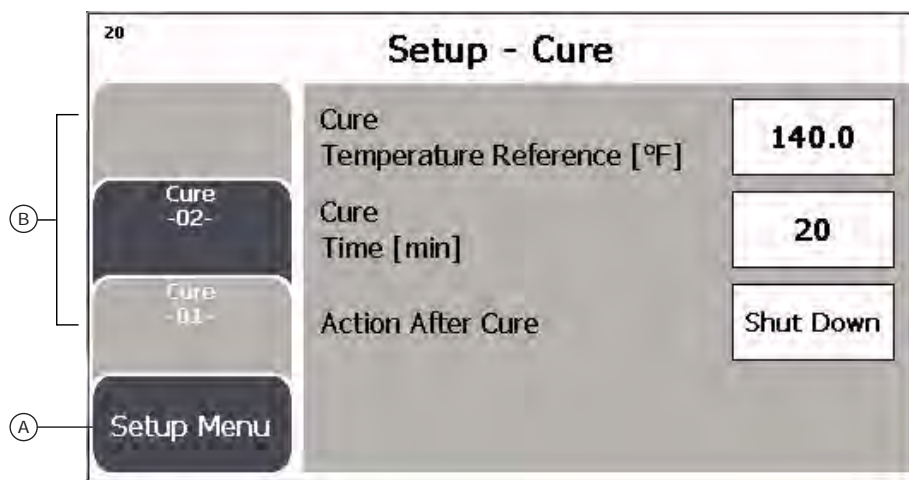 20
Setup - Cure
Cure
Temperature Reference [°F]
140.0
B
Cure
-02-
Cure
Time [min]
20
Cure
-01-
Action After Cure
Shut Down
A
Setup Menu